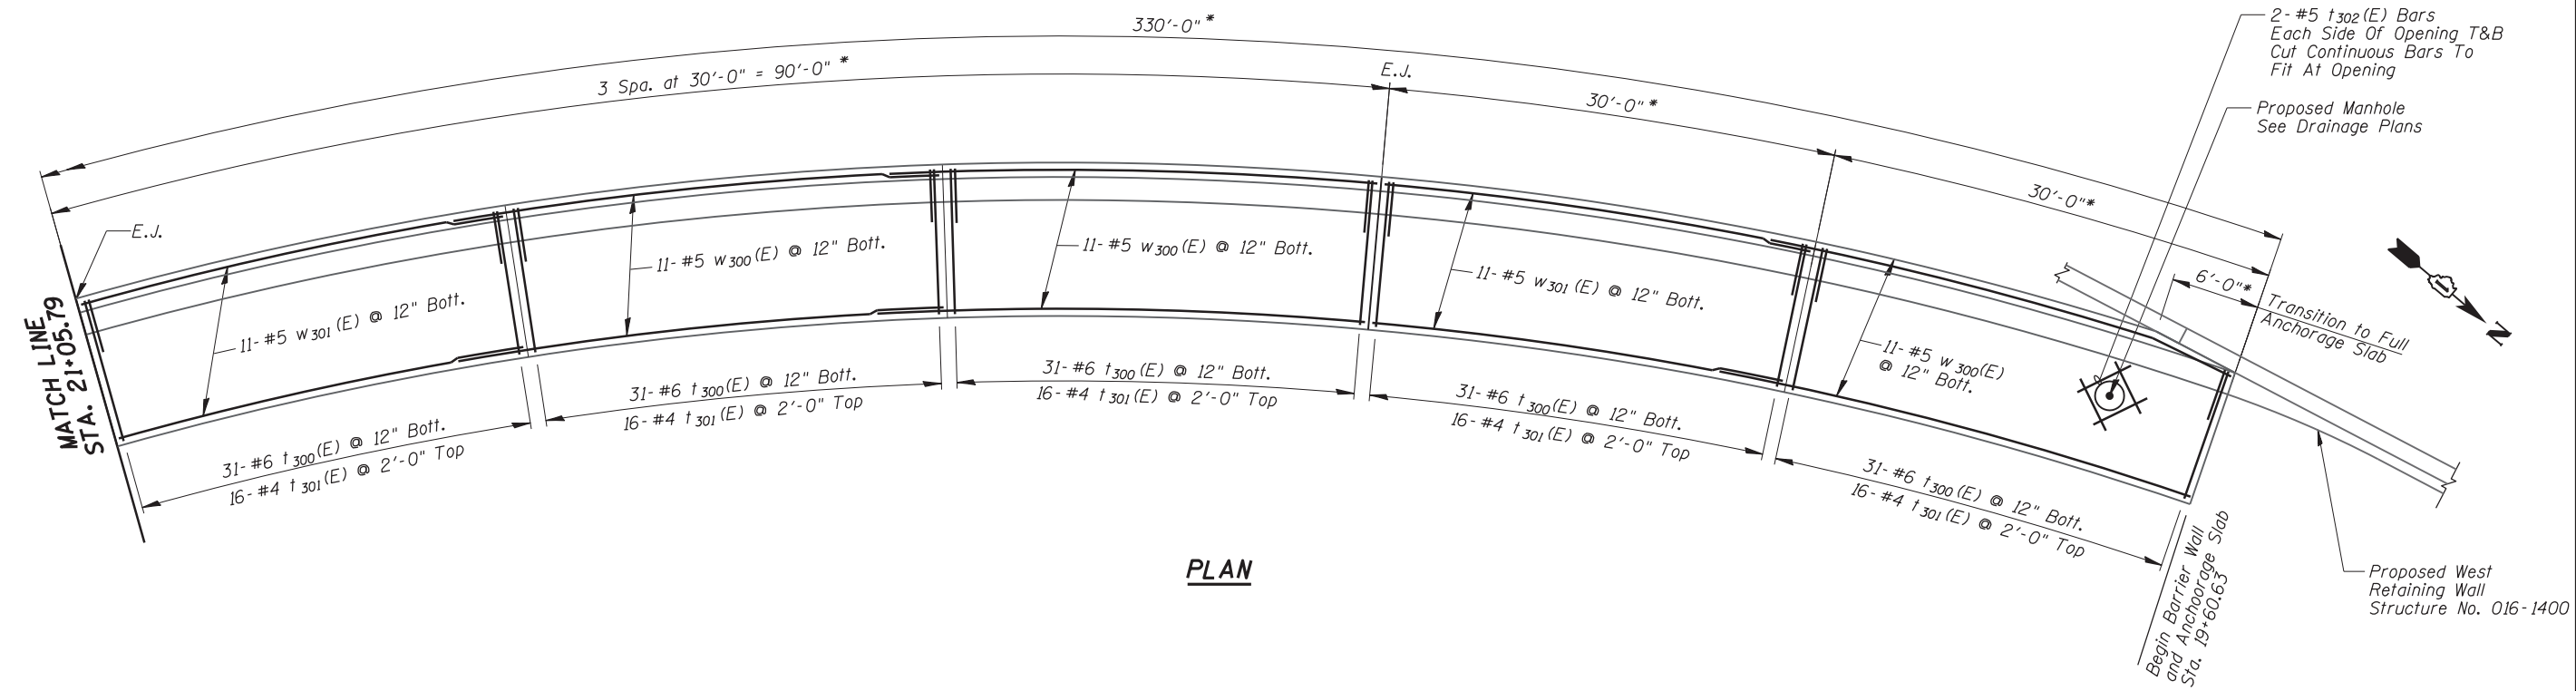 330'-0"*
3 Spa. at 30'-0" = 90'-0" *
E.J.
30'-0"*
30'-0"*
6'-0"*
2-#5 t302(E) Bars
Each Side Of Opening T&B
Cut Continuous Bars To
Fit At Opening
Proposed Manhole
See Drainage Plans
Transition to Full
Anchorage Slab
N
E.J.
MATCH LINE
STA. 21+05.79
11-#5 w301(E) @ 12" Bott.
11-#5 w300(E) @ 12" Bott.
11-#5 w300(E) @ 12" Bott.
11-#5 w301(E) @ 12" Bott.
11-#5 w300(E)
@ 12" Bott.
31-#6 t300(E) @ 12" Bott.
16-#4 t301(E) @ 2'-0" Top
31-#6 t300(E) @ 12" Bott.
16-#4 t301(E) @ 2'-0" Top
31-#6 t300(E) @ 12" Bott.
16-#4 t301(E) @ 2'-0" Top
31-#6 t300(E) @ 12" Bott.
16-#4 t301(E) @ 2'-0" Top
31-#6 t300(E) @ 12" Bott.
16-#4 t301(E) @ 2'-0" Top
Begin Barrier Wall
and Anchoorage Slab
Sta. 19+60.63
Proposed West
Retaining Wall
Structure No. 016-1400
PLAN